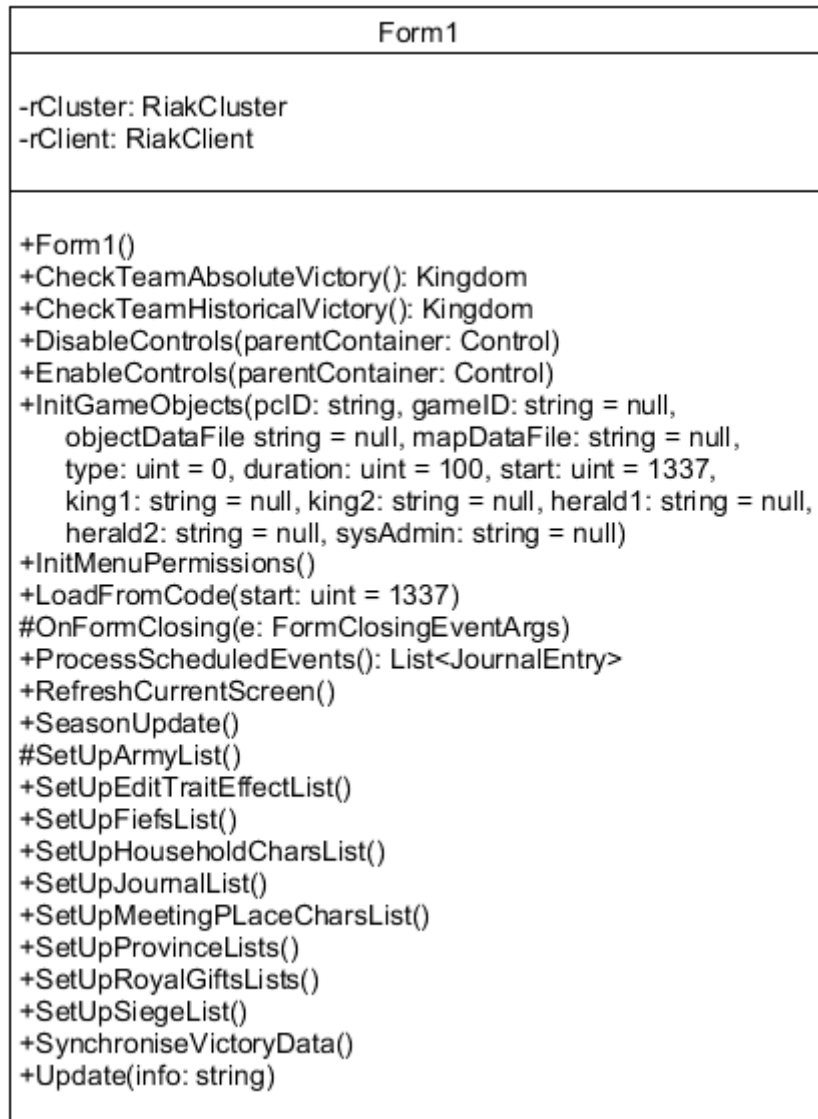 Form1
-rCluster: RiakCluster
-rClient: RiakClient
+Form1()
+CheckTeamAbsoluteVictory(): Kingdom
+CheckTeamHistoricalVictory(): Kingdom
+DisableControls(parentContainer: Control)
+EnableControls(parentContainer: Control)
+InitGameObjects(pcID: string, gameID: string = null,
objectDataFile string = null, mapDataFile: string = null,
type: uint = 0, duration: uint = 100, start: uint = 1337,
king1: string = null, king2: string = null, herald1: string = null,
herald2: string = null, sysAdmin: string = null)
+InitMenuPermissions()
+LoadFromCode(start: uint = 1337)
#OnFormClosing(e: FormClosingEventArgs)
+ProcessScheduledEvents(): List<JournalEntry>
+RefreshCurrentScreen()
+SeasonUpdate()
#SetUpArmyList()
+SetUpEditTraitEffectList()
+SetUpFiefsList()
+SetUpHouseholdCharsList()
+SetUpJournalList()
+SetUpMeetingPLaceCharsList()
+SetUpProvinceLists()
+SetUpRoyalGiftsLists()
+SetUpSiegeList()
+SynchroniseVictoryData()
+Update(info: string)